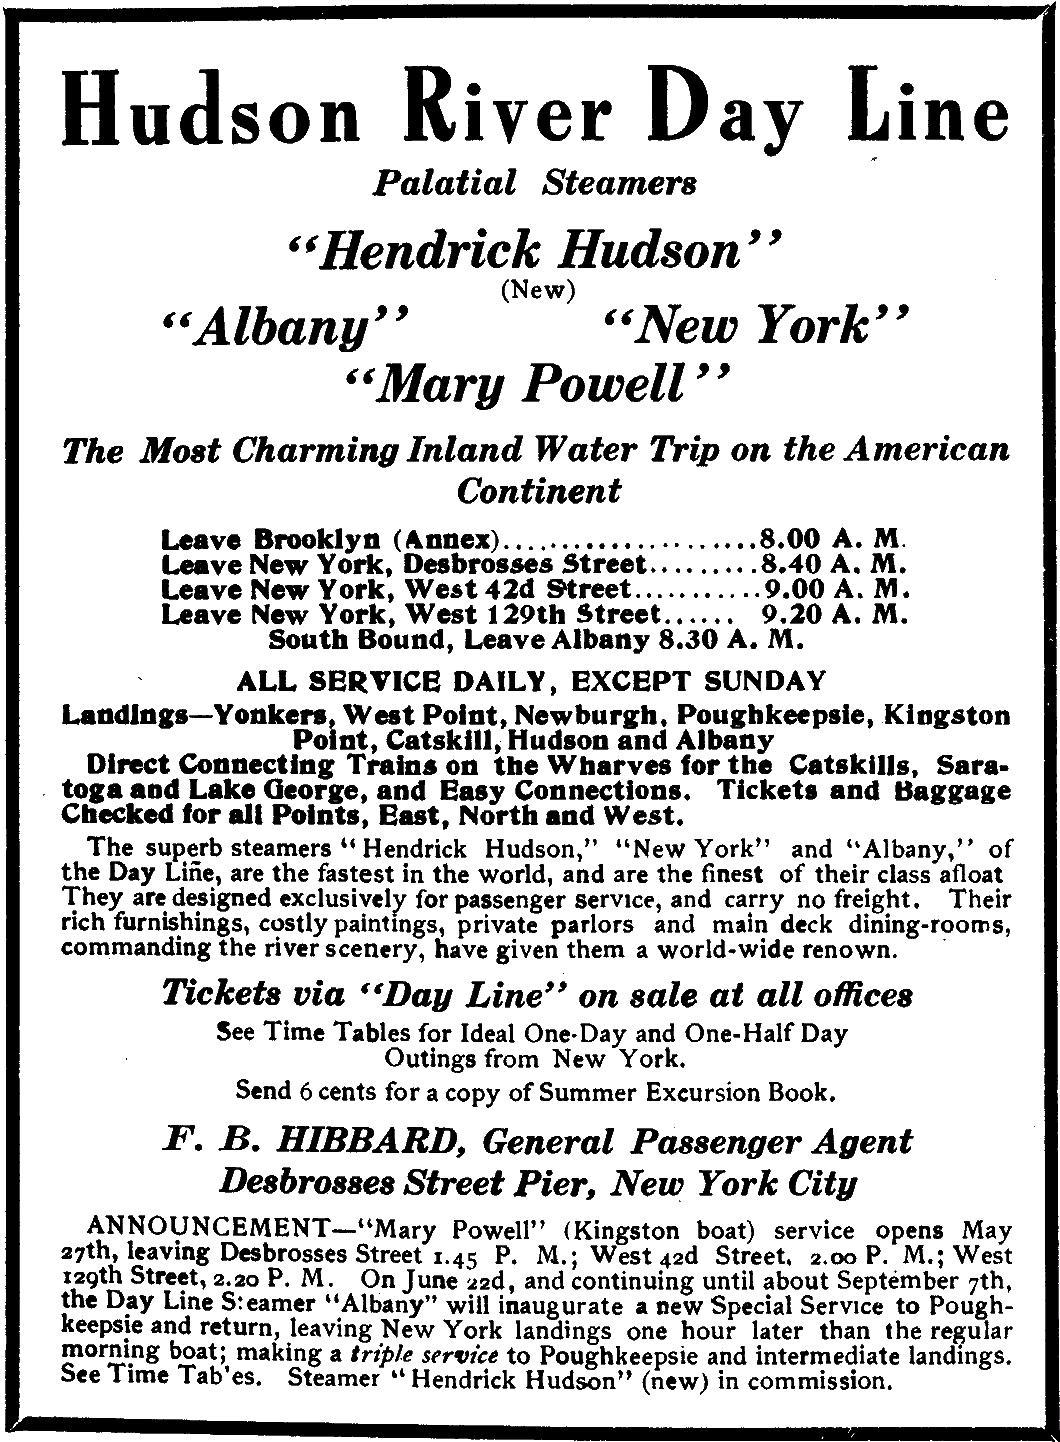 Hudson River Day Line
Palatial Steamers
"Hendrick Hudson"
(New)
"Albany" "New York"
"Mary Powell"
The Most Charming Inland Water Trip on the American
Continent
Leave Brooklyn (Annex).....................8.00 A. M.
Leave New York, Desbrosses Street.........8.40 A. M.
Leave New York, West 42d Street...........9.00 A. M.
Leave New York, West 129th Street...... 9.20 A. M.
South Bound, Leave Albany 8.30 A. M.
ALL SERVICE DAILY, EXCEPT SUNDAY
Landings—Yonkers, West Point, Newburgh, Poughkeepsie, Kingston
Point, Catskill, Hudson and Albany
Direct Connecting Trains on the Wharves for the Catskills, Sara-
toga and Lake George, and Easy Connections. Tickets and Baggage
Checked for all Points, East, North and West.
The superb steamers "Hendrick Hudson," "New York" and "Albany," of
the Day Line, are the fastest in the world, and are the finest of their class afloat
They are designed exclusively for passenger service, and carry no freight. Their
rich furnishings, costly paintings, private parlors and main deck dining-rooms,
commanding the river scenery, have given them a world-wide renown.
Tickets via "Day Line" on sale at all offices
See Time Tables for Ideal One-Day and One-Half Day
Outings from New York.
Send 6 cents for a copy of Summer Excursion Book.
F. B. HIBBARD, General Passenger Agent
Desbrosses Street Pier, New York City
ANNOUNCEMENT—"Mary Powell" (Kingston boat) service opens May
27th, leaving Desbrosses Street 1.45 P. M.; West 42d Street, 2.00 P. M.; West
129th Street, 2.20 P. M. On June 22d, and continuing until about September 7th,
the Day Line Steamer "Albany" will inaugurate a new Special Service to Pough-
keepsie and return, leaving New York landings one hour later than the regular
morning boat; making a triple service to Poughkeepsie and intermediate landings.
See Time Tab'es. Steamer "Hendrick Hudson" (new) in commission.